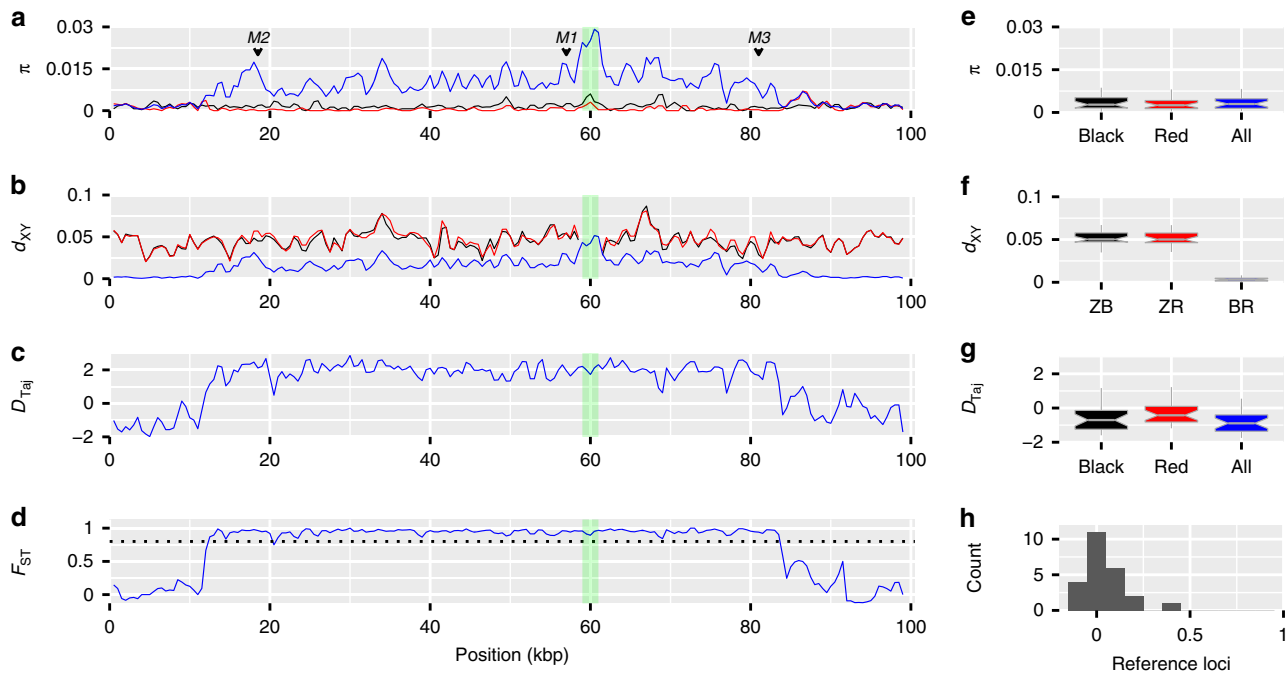 a
0.03
0.015
0
π
M2
M1
M3
0
20
40
60
80
100
b
0.1
0.05
0
dXY
0
20
40
60
80
100
c
2
0
−2
DTaj
0
20
40
60
80
100
d
1
0.5
0
FST
0
20
40
60
80
100
Position (kbp)
e
0.03
0.015
0
π
Black
Red
All
f
0.1
0.05
0
dXY
ZB
ZR
BR
g
2
0
−2
DTaj
Black
Red
All
h
10
5
0
Count
0
0.5
1
Reference loci